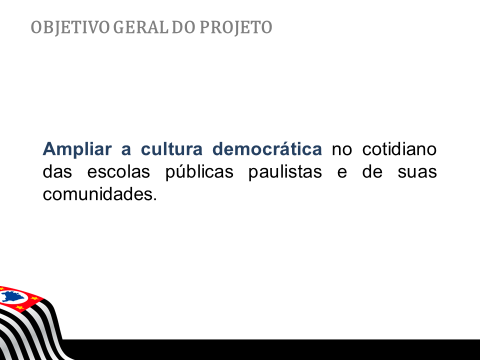 OBJETIVO GERAL DO PROJETO
Ampliar a cultura democrática no cotidiano
das escolas públicas paulistas e de suas
comunidades.